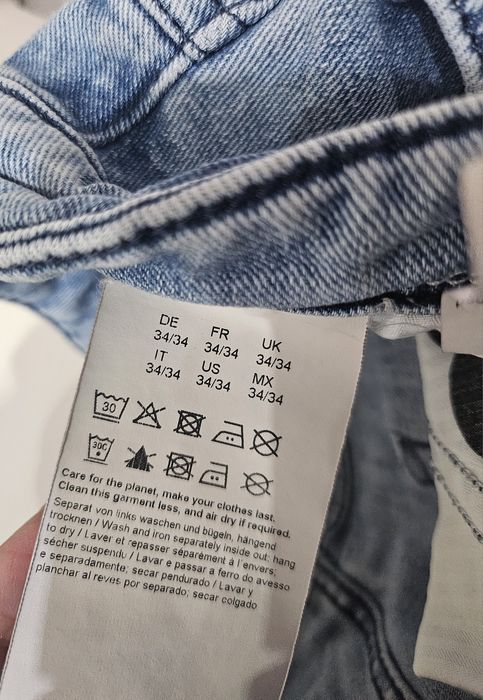 DE FR UK
34/34 34/34 34/34
IT US MX
34/34 34/34 34/34
30
30C
Care for the planet, make your clothes last.
Clean this garment less, and air dry if required.
Separat von links waschen und bügeln, hängend
trocknen / Wash and iron separately inside out; hang
to dry / Laver et repasser séparément à l'envers;
sécher suspendu / Lavar e passar a ferro do avesso
e separadamente; secar pendurado / Lavar y
planchar al revés por separado; secar colgado